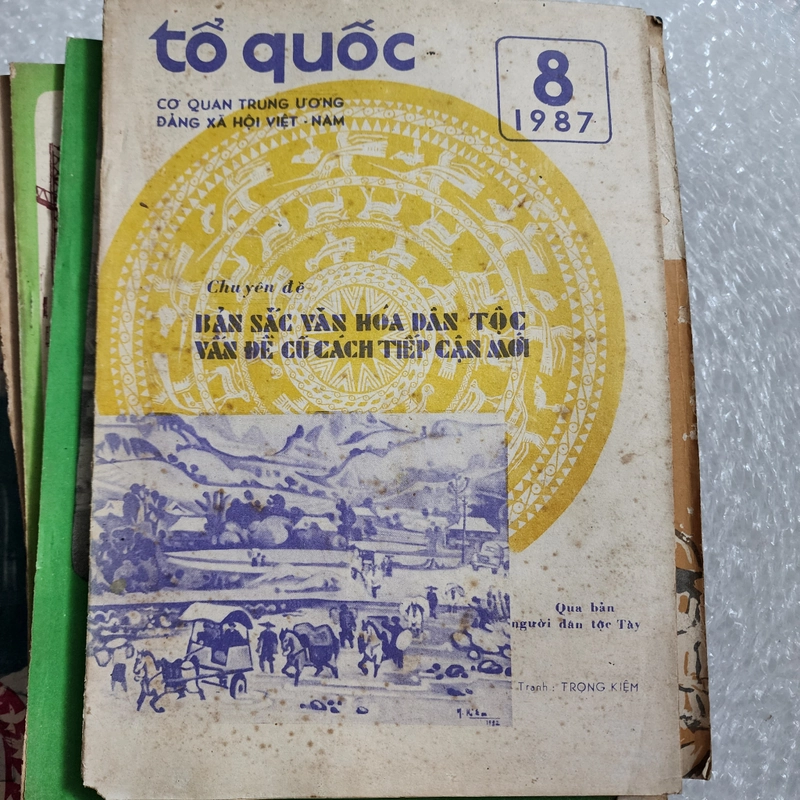 tổ quốc
8
1987
CƠ QUAN TRUNG ƯƠNG
ĐẢNG XÃ HỘI VIỆT - NAM
Chuyên đề
BẢN SẮC VĂN HÓA DÂN TỘC
VẤN ĐỀ CŨ CÁCH TIẾP CẬN MỚI
Qua bản
người dân tộc Tày
Tranh : TRỌNG KIỆM